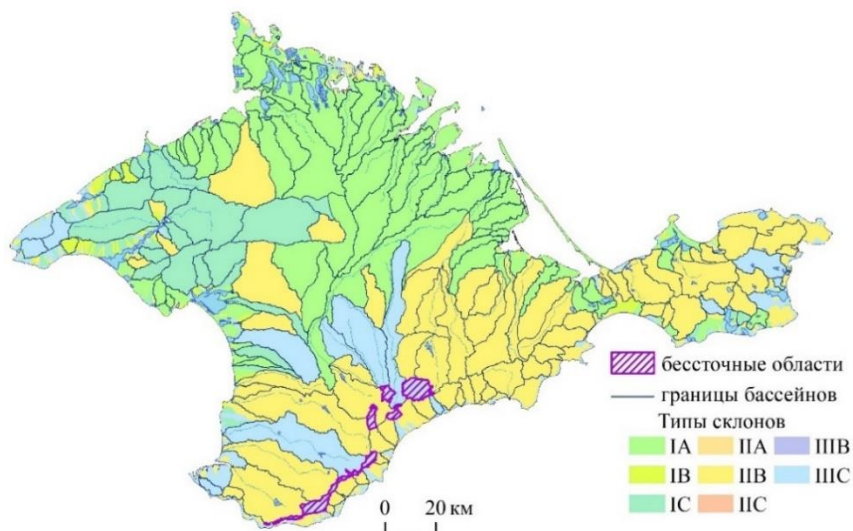 бессточные области
границы бассейнов
Типы склонов
IA IIA IIIB
IB IIB IIIC
IC IIC
0 20 км